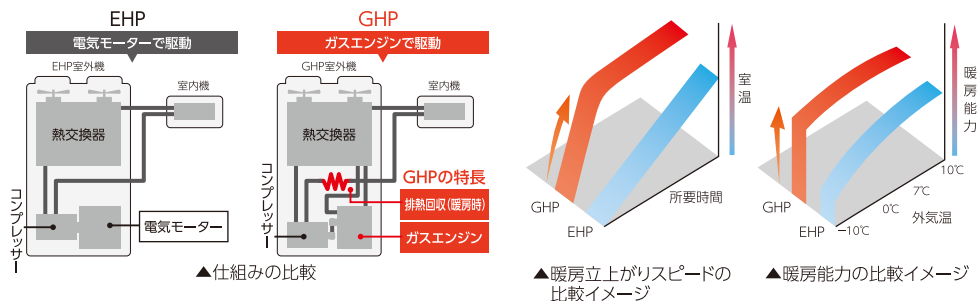 EHP
電気モーターで駆動
EHP室外機
室内機
熱交換器
コンプレッサー
電気モーター
GHP
ガスエンジンで駆動
GHP室外機
室内機
熱交換器
コンプレッサー
GHPの特長
排熱回収(暖房時)
ガスエンジン
▲仕組みの比較
室温
GHP
EHP
所要時間
▲暖房立上がりスピードの
比較イメージ
暖房能力
GHP
EHP
−10℃
0℃
7℃
10℃
外気温
▲暖房能力の比較イメージ